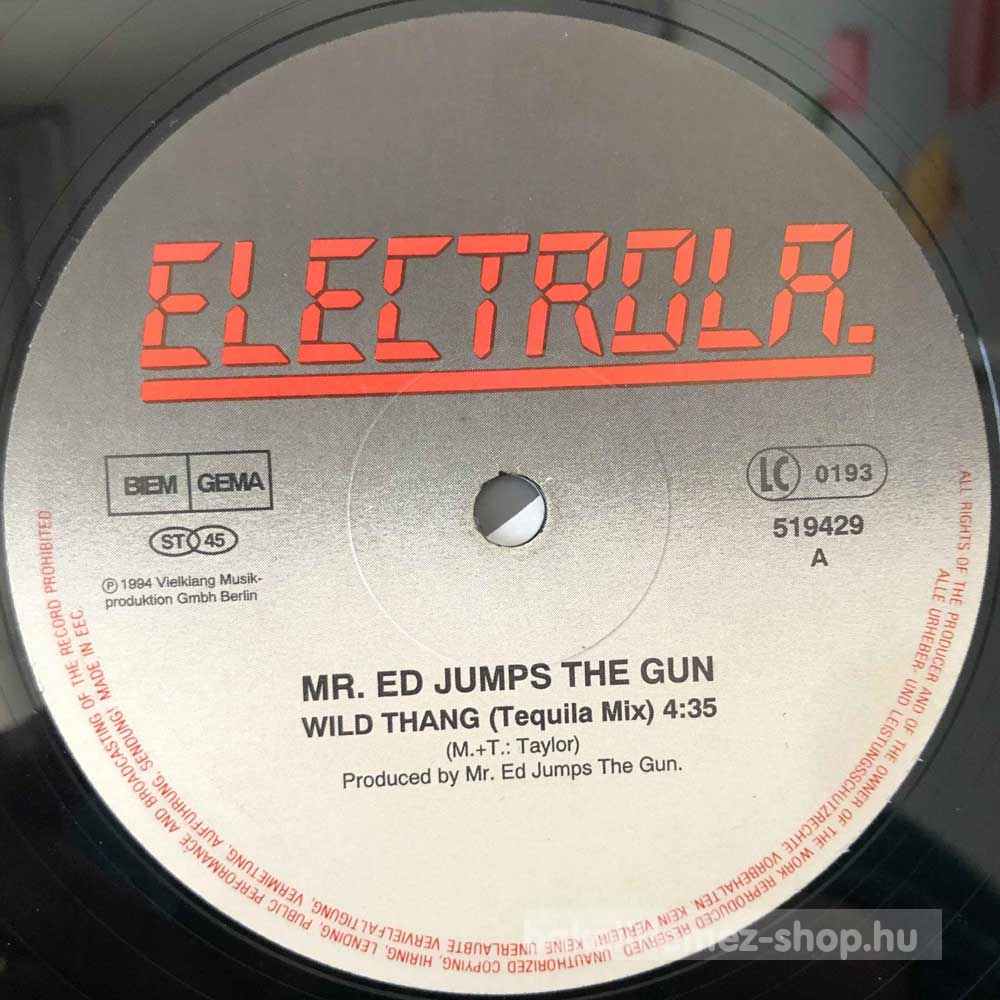 ELECTROLA.
BIEM GEMA
ST 45
Ⓟ 1994 Vielklang Musik-
produktion Gmbh Berlin
LC 0193
519429
A
MR. ED JUMPS THE GUN
WILD THANG (Tequila Mix) 4:35
(M.+T.: Taylor)
Produced by Mr. Ed Jumps The Gun.
ALL RIGHTS OF THE PRODUCER AND OF THE OWNER OF THE WORK REPRODUCED RESERVED. UNAUTHORIZED COPYING, HIRING, LENDING, PUBLIC PERFORMANCE AND BROADCASTING OF THE RECORD PROHIBITED
ALLE URHEBER- UND LEISTUNGSSCHUTZRECHTE VORBEHALTEN. KEIN VERLEIH! KEINE UNERLAUBTE VERVIELFÄLTIGUNG, VERMIETUNG, AUFFÜHRUNG, SENDUNG! MADE IN EEC.
bakelitlemez-shop.hu